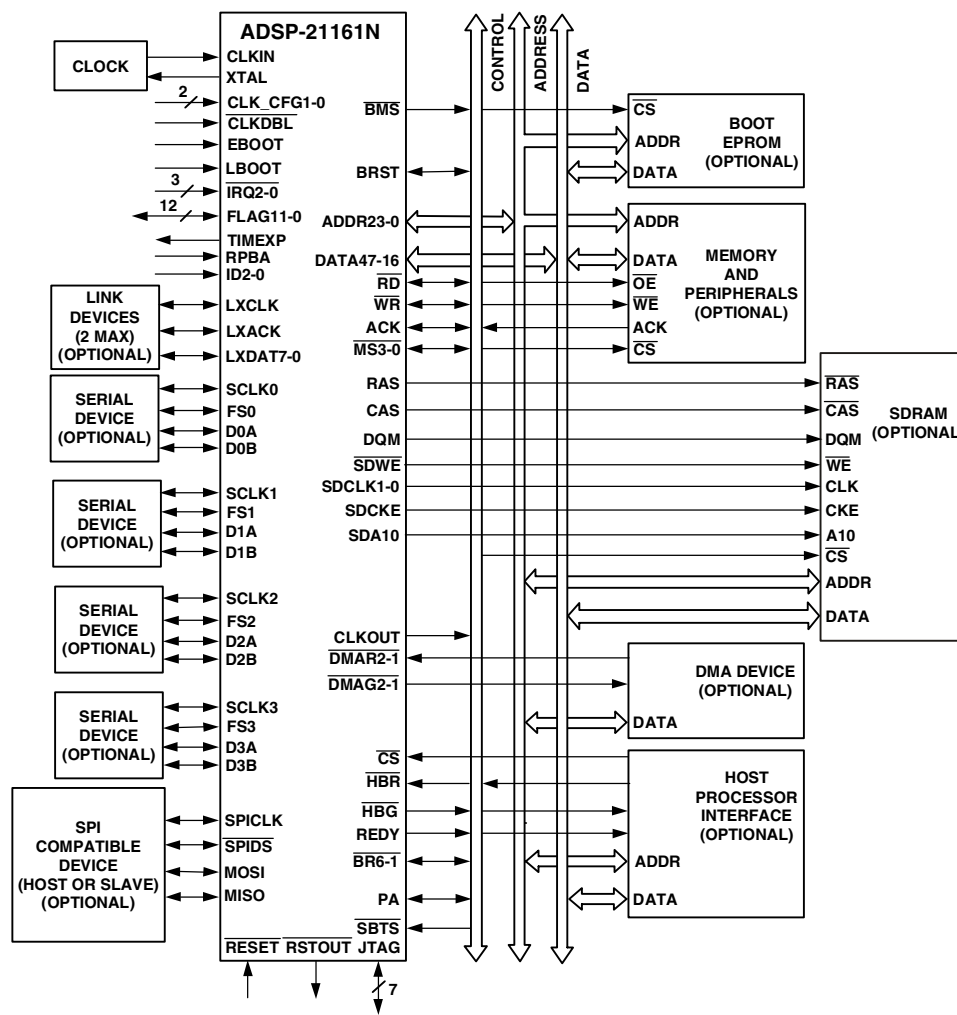 ADSP-21161N
CLOCK
CLKIN
XTAL
2
CLK_CFG1-0
CLKDBL
EBOOT
LBOOT
3
IRQ2-0
12
FLAG11-0
TIMEXP
RPBA
ID2-0
LINK
DEVICES
(2 MAX)
(OPTIONAL)
LXCLK
LXACK
LXDAT7-0
SERIAL
DEVICE
(OPTIONAL)
SCLK0
FS0
D0A
D0B
SERIAL
DEVICE
(OPTIONAL)
SCLK1
FS1
D1A
D1B
SERIAL
DEVICE
(OPTIONAL)
SCLK2
FS2
D2A
D2B
SERIAL
DEVICE
(OPTIONAL)
SCLK3
FS3
D3A
D3B
SPI
COMPATIBLE
DEVICE
(HOST OR SLAVE)
(OPTIONAL)
SPICLK
SPIDS
MOSI
MISO
RESET RSTOUT JTAG
7
BMS
BRST
ADDR23-0
DATA47-16
RD
WR
ACK
MS3-0
RAS
CAS
DQM
SDWE
SDCLK1-0
SDCKE
SDA10
CLKOUT
DMAR2-1
DMAG2-1
CS
HBR
HBG
REDY
BR6-1
PA
SBTS
CONTROL
ADDRESS
DATA
CS
ADDR
DATA
BOOT
EPROM
(OPTIONAL)
ADDR
DATA
OE
WE
ACK
CS
MEMORY
AND
PERIPHERALS
(OPTIONAL)
RAS
CAS
DQM
WE
CLK
CKE
A10
CS
ADDR
DATA
SDRAM
(OPTIONAL
DMA DEVICE
(OPTIONAL)
DATA
HOST
PROCESSOR
INTERFACE
(OPTIONAL)
ADDR
DATA